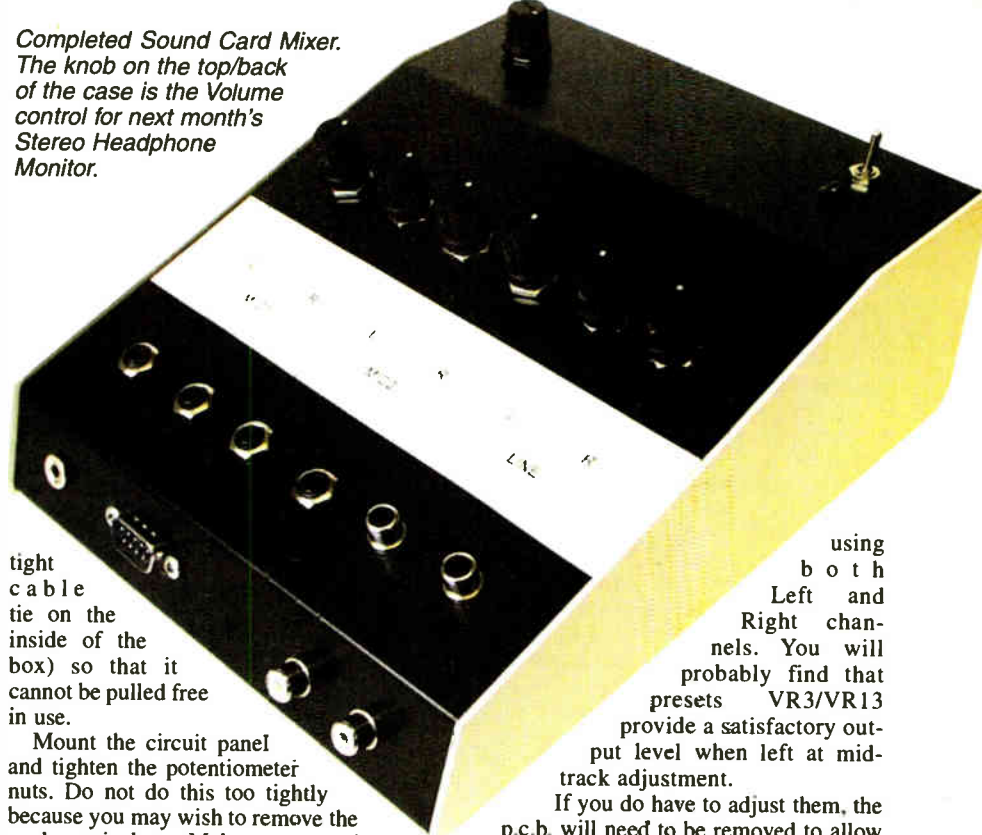 Completed Sound Card Mixer.
The knob on the top/back
of the case is the Volume
control for next month's
Stereo Headphone
Monitor.
R
R
LINE
R
tight
cable
tie on the
inside of the
box) so that it
cannot be pulled free
in use.
Mount the circuit panel
and tighten the potentiometer
nuts. Do not do this too tightly
because you may wish to remove the
using
both
Left and
Right chan-
nels. You will
probably find that
presets VR3/VR13
provide a satisfactory out-
put level when left at mid-
track adjustment.
If you do have to adjust them, the
p.c.b. will need to be removed to allow